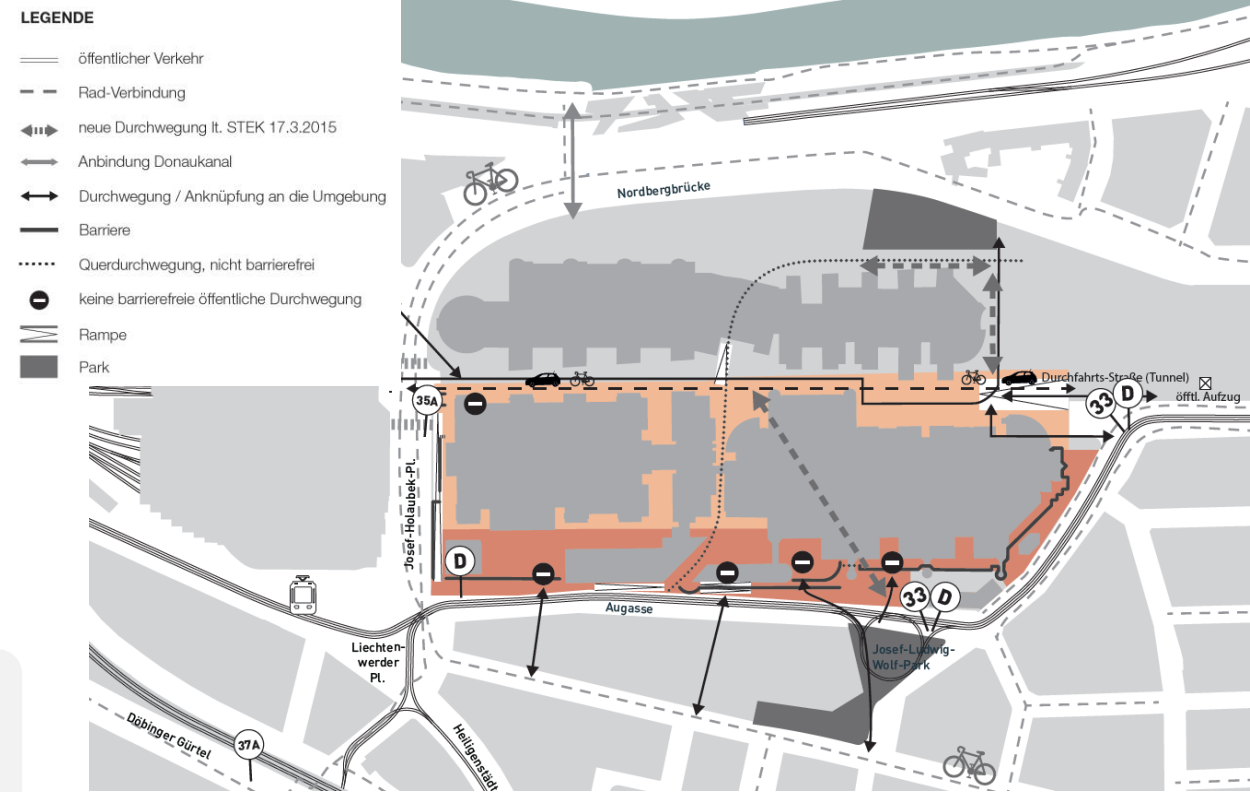 LEGENDE
öffentlicher Verkehr
Rad-Verbindung
neue Durchwegung lt. STEK 17.3.2015
Anbindung Donaukanal
Durchwegung / Anknüpfung an die Umgebung
Barriere
Querdurchwegung, nicht barrierefrei
keine barrierefreie öffentliche Durchwegung
Rampe
Park
Nordbergbrücke
Durchfahrts-Straße (Tunnel)
öfftl. Aufzug
35A
33
D
Josef-Holaubek-Pl.
D
Augasse
33
D
Liechten-
werder
Pl.
Josef-Ludwig-
Wolf-Park
Döbinger Gürtel
37A
Heiligenstädt